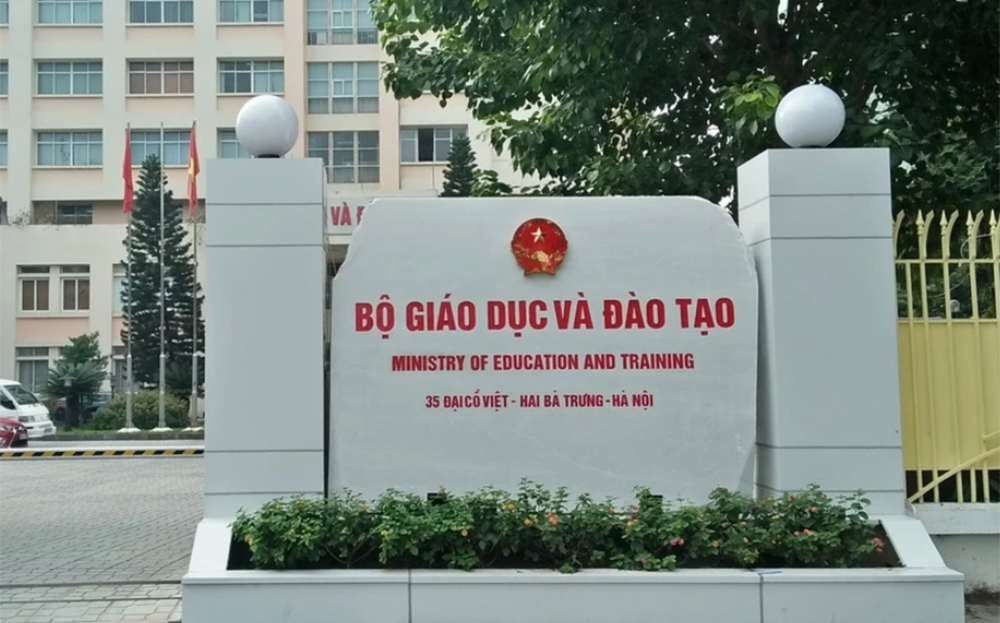 VÀ Đ
BỘ GIÁO DỤC VÀ ĐÀO TẠO
MINISTRY OF EDUCATION AND TRAINING
35 ĐẠI CỒ VIỆT - HAI BÀ TRƯNG - HÀ NỘI